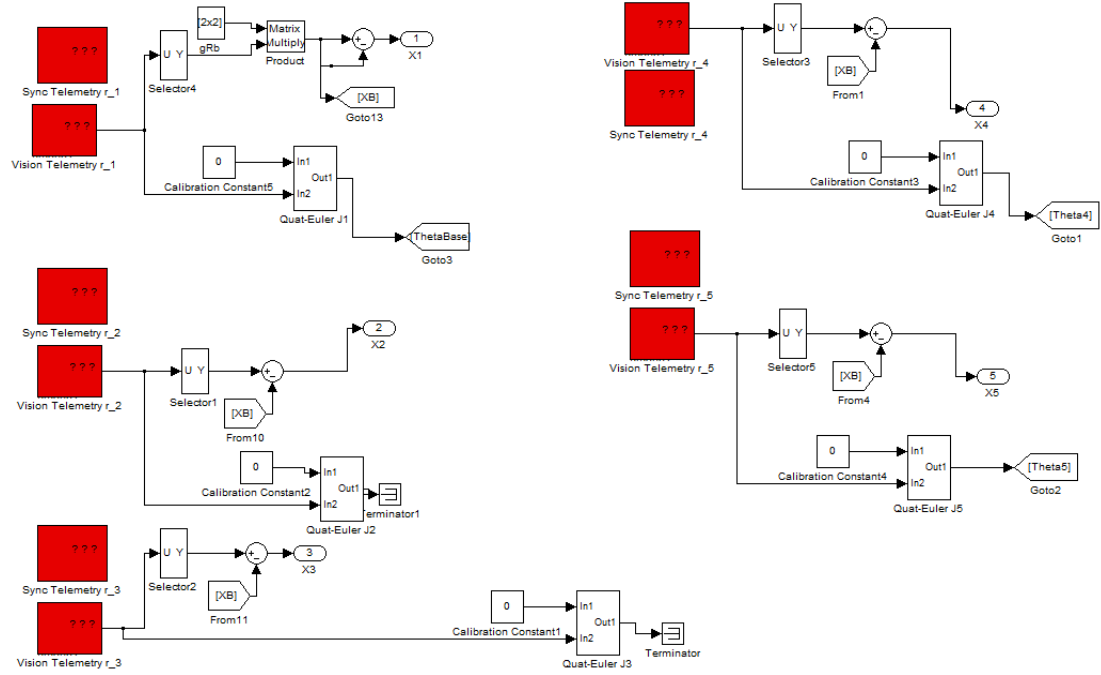 ? ? ?
Sync Telemetry r_1
? ? ?
Vision Telemetry r_1
U Y
Selector4
[2x2]
gRb
Matrix
Multiply
Product
1
X1
[XB]
Goto13
0
Calibration Constant5
In1
In2
Out1
Quat-Euler J1
[ThetaBase]
Goto3
? ? ?
Sync Telemetry r_2
? ? ?
Vision Telemetry r_2
U Y
Selector1
+
−
2
X2
[XB]
From10
0
Calibration Constant2
In1
In2
Out1
Quat-Euler J2
Terminator1
? ? ?
Sync Telemetry r_3
? ? ?
Vision Telemetry r_3
U Y
Selector2
+
−
3
X3
[XB]
From11
0
Calibration Constant1
In1
In2
Out1
Quat-Euler J3
Terminator
? ? ?
Vision Telemetry r_4
? ? ?
Sync Telemetry r_4
U Y
Selector3
+
−
[XB]
From1
4
X4
0
Calibration Constant3
In1
In2
Out1
Quat-Euler J4
[Theta4]
Goto1
? ? ?
Sync Telemetry r_5
? ? ?
Vision Telemetry r_5
U Y
Selector5
+
−
[XB]
From4
5
X5
0
Calibration Constant4
In1
In2
Out1
Quat-Euler J5
[Theta5]
Goto2